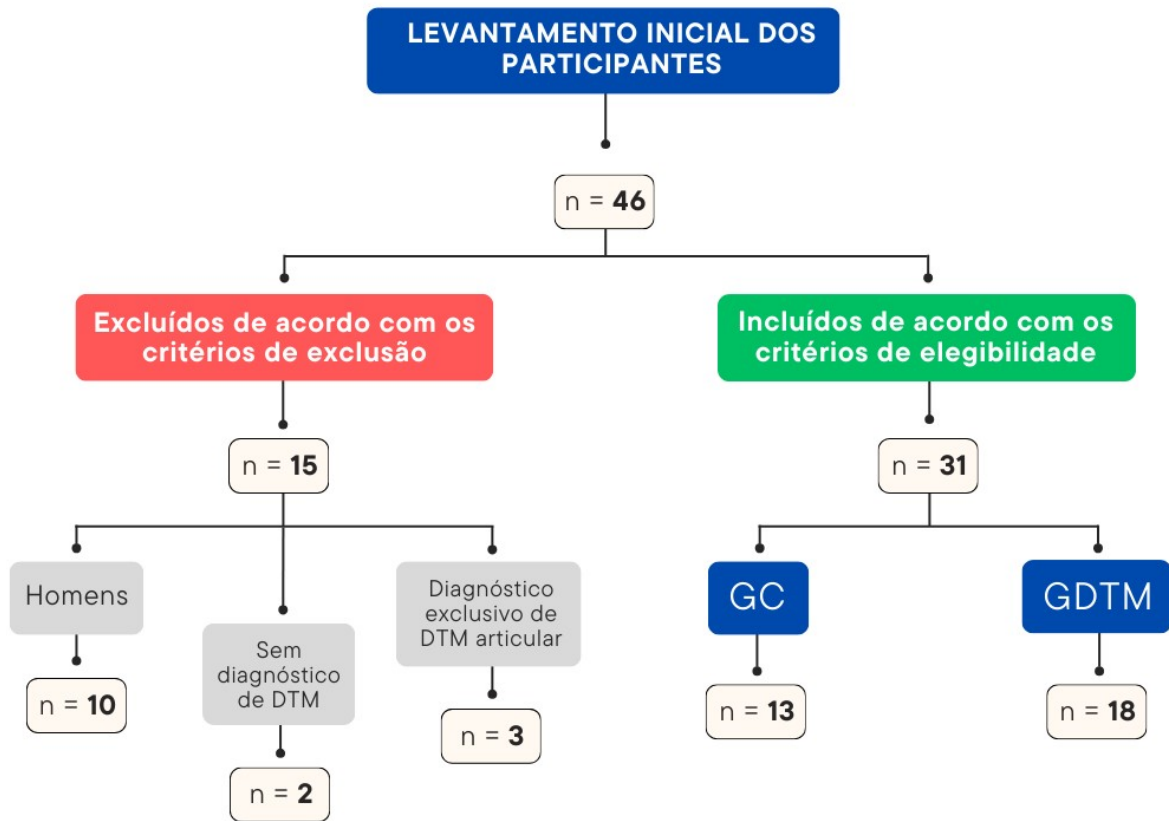 LEVANTAMENTO INICIAL DOS
PARTICIPANTES
n = 46
Excluídos de acordo com os
critérios de exclusão
Incluídos de acordo com os
critérios de elegibilidade
n = 15
n = 31
Homens
Sem
diagnóstico
de DTM
Diagnóstico
exclusivo de
DTM articular
GC
GDTM
n = 10
n = 2
n = 3
n = 13
n = 18